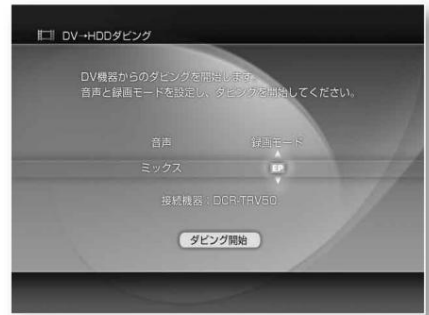 DV→HDDダビング
DV機器からのダビングを開始します。
音声と録画モードを設定し、ダビングを開始してください。
音声 録画モード
ミックス EP
接続機器：DCR-TRV50
ダビング開始